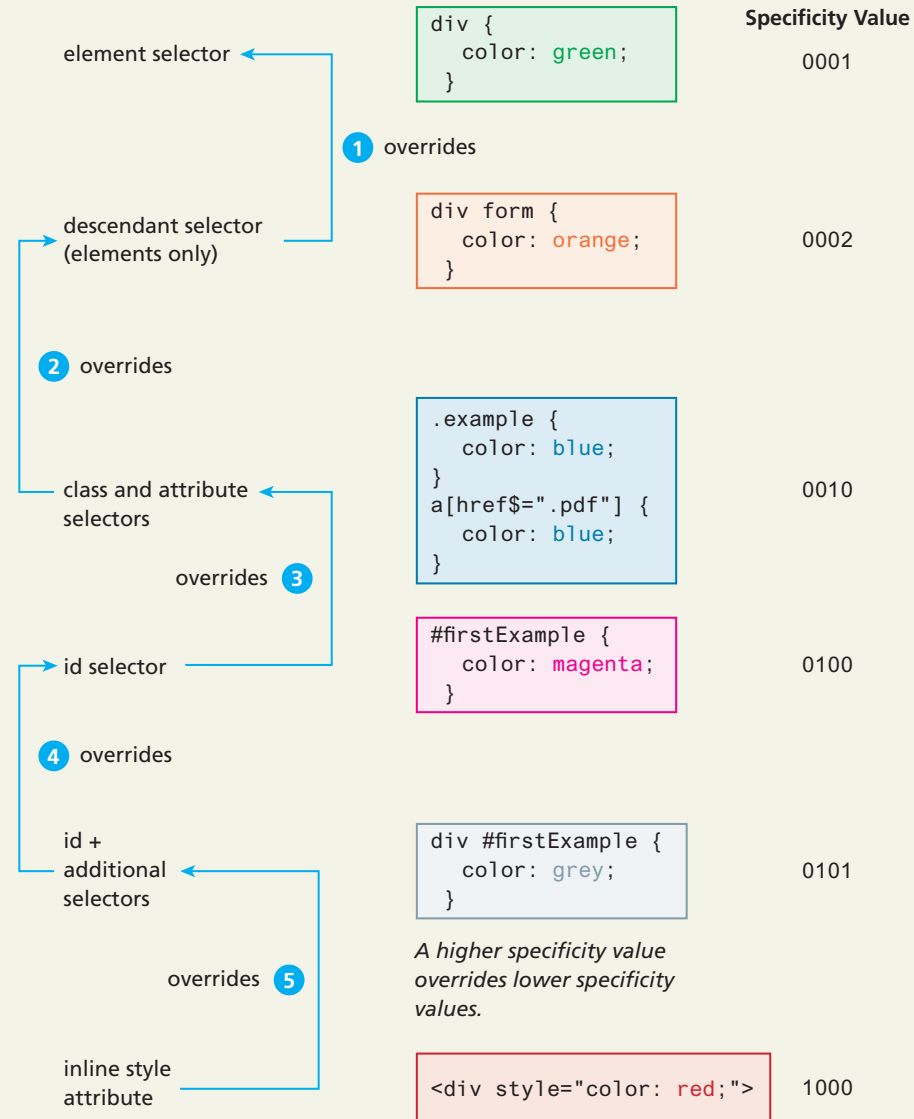 Specificity Value
element selector
div {
color: green;
}
0001
1 overrides
descendant selector
(elements only)
div form {
color: orange;
}
0002
2 overrides
class and attribute
selectors
.example {
color: blue;
}
a[href$=".pdf"] {
color: blue;
}
0010
overrides 3
id selector
#firstExample {
color: magenta;
}
0100
4 overrides
id +
additional
selectors
div #firstExample {
color: grey;
}
0101
A higher specificity value
overrides lower specificity
values.
overrides 5
inline style
attribute
<div style="color: red;">
1000